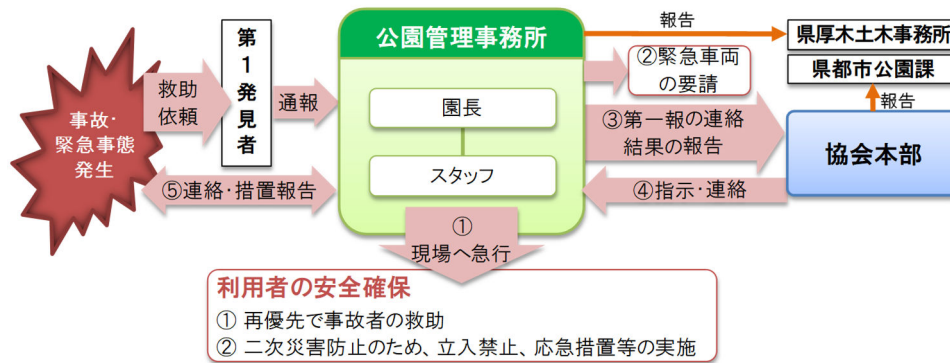 事故・
緊急事態
発生
救助
依頼
第1発見者
通報
公園管理事務所
園長
スタッフ
報告
県厚木土木事務所
県都市公園課
報告
②緊急車両
の要請
③第一報の連絡
結果の報告
協会本部
④指示・連絡
⑤連絡・措置報告
①
現場へ急行
利用者の安全確保
① 再優先で事故者の救助
② 二次災害防止のため、立入禁止、応急措置等の実施